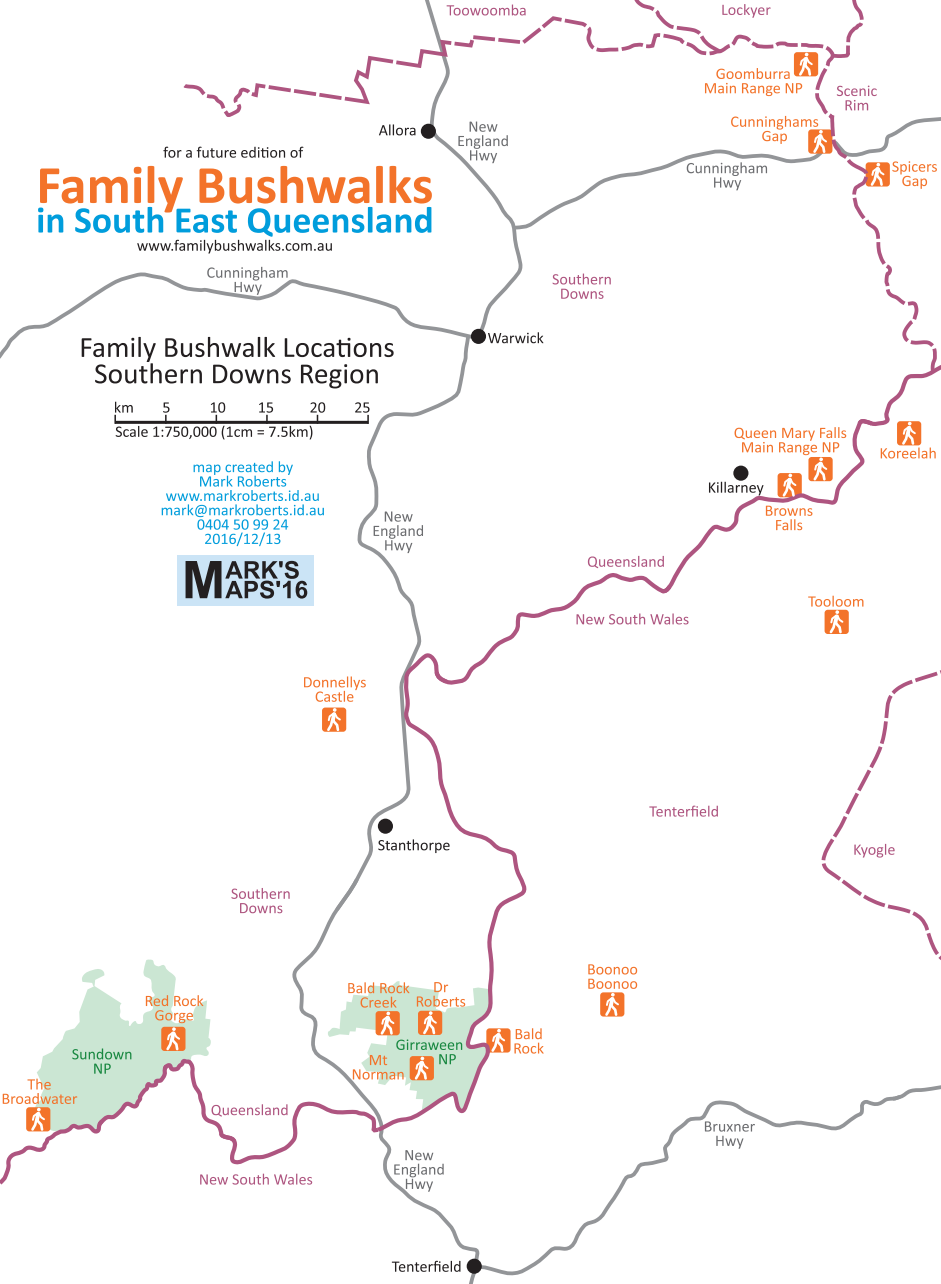 Toowoomba
Lockyer
Goomburra
Main Range NP
Scenic
Rim
Allora
New
England
Hwy
Cunninghams
Gap
for a future edition of
Family Bushwalks
in South East Queensland
www.familybushwalks.com.au
Cunningham
Hwy
Spicers
Gap
Cunningham
Hwy
Southern
Downs
Warwick
Family Bushwalk Locations
Southern Downs Region
km 5 10 15 20 25
Scale 1:750,000 (1cm = 7.5km)
Queen Mary Falls
Main Range NP
Koreelah
Killarney
Browns
Falls
map created by
Mark Roberts
www.markroberts.id.au
mark@markroberts.id.au
0404 50 99 24
2016/12/13
MARK'S
MAPS'16
New
England
Hwy
Queensland
New South Wales
Tooloom
Donnellys
Castle
Tenterfield
Kyogle
Stanthorpe
Southern
Downs
Boonoo
Boonoo
Red Rock
Gorge
Bald Rock
Creek
Dr
Roberts
Girraween
NP
Bald
Rock
Mt
Norman
Sundown
NP
The
Broadwater
Queensland
New South Wales
New
England
Hwy
Bruxner
Hwy
Tenterfield